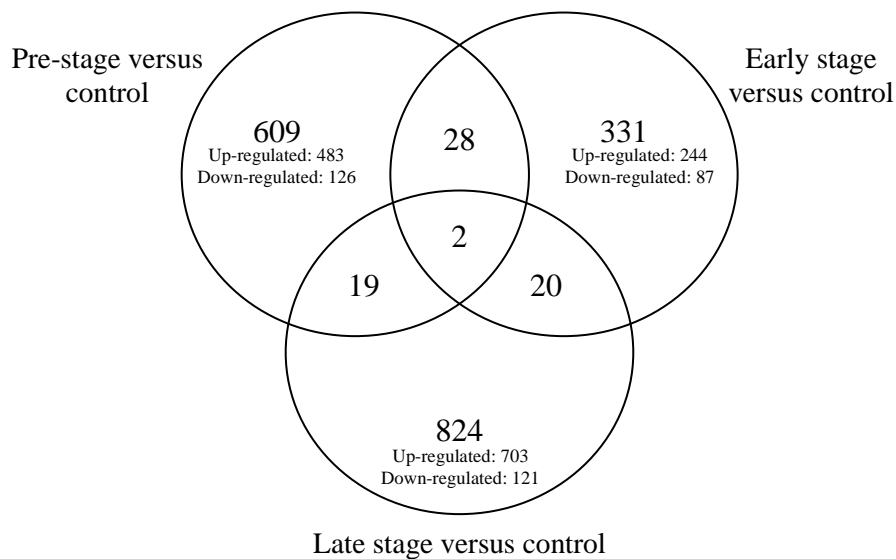 Pre-stage versus
control
Early stage
versus control
609
Up-regulated: 483
Down-regulated: 126
28
331
Up-regulated: 244
Down-regulated: 87
2
19
20
824
Up-regulated: 703
Down-regulated: 121
Late stage versus control